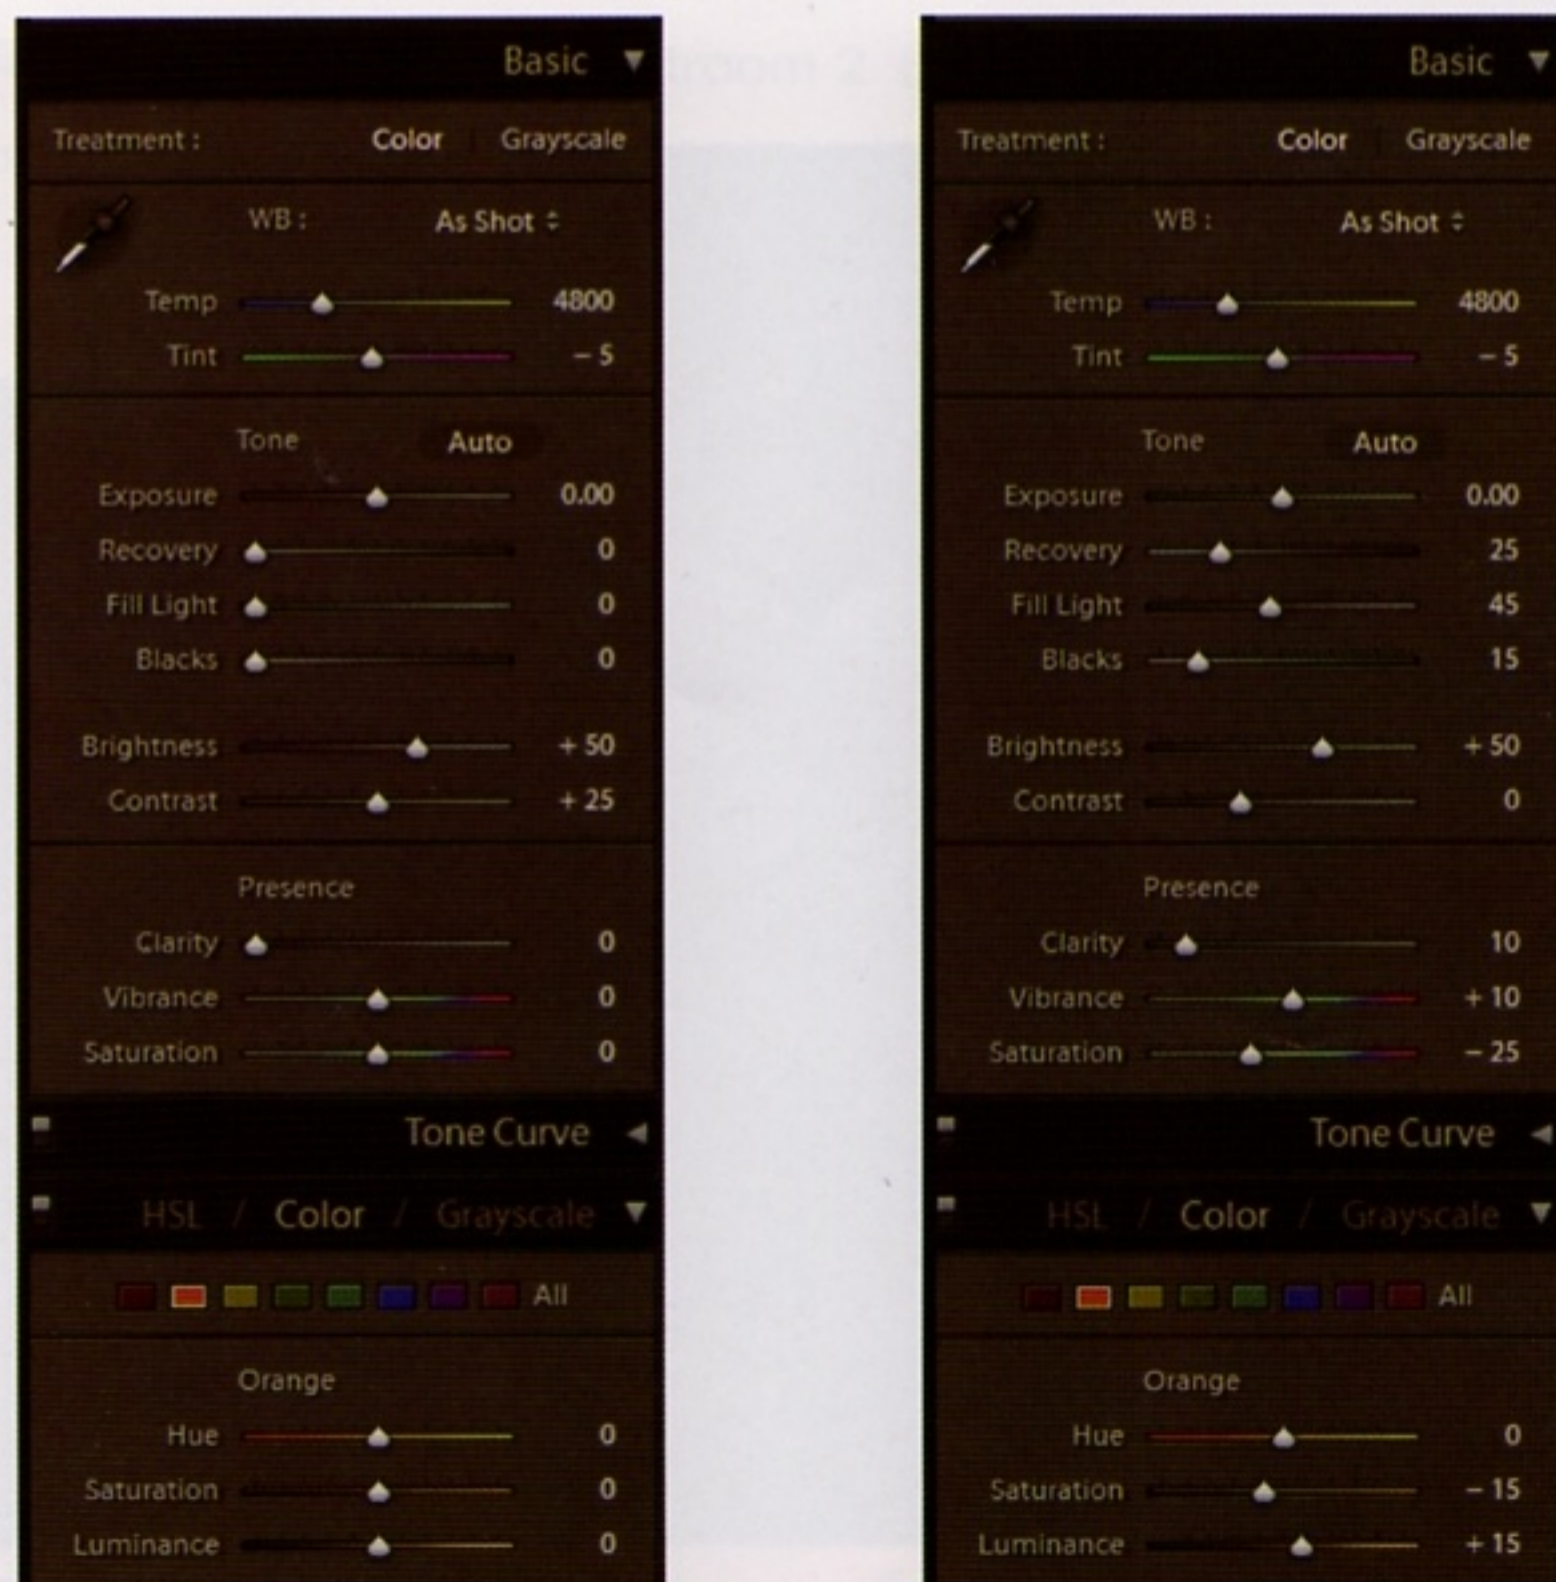 Basic
Treatment : Color Grayscale
WB : As Shot
Temp 4800
Tint – 5
Tone Auto
Exposure 0.00
Recovery 0
Fill Light 0
Blacks 0
Brightness + 50
Contrast + 25
Presence
Clarity 0
Vibrance 0
Saturation 0
Tone Curve
HSL / Color / Grayscale
All
Orange
Hue 0
Saturation 0
Luminance 0
Basic
Treatment : Color Grayscale
WB : As Shot
Temp 4800
Tint – 5
Tone Auto
Exposure 0.00
Recovery 25
Fill Light 45
Blacks 15
Brightness + 50
Contrast 0
Presence
Clarity 10
Vibrance + 10
Saturation – 25
Tone Curve
HSL / Color / Grayscale
All
Orange
Hue 0
Saturation – 15
Luminance + 15